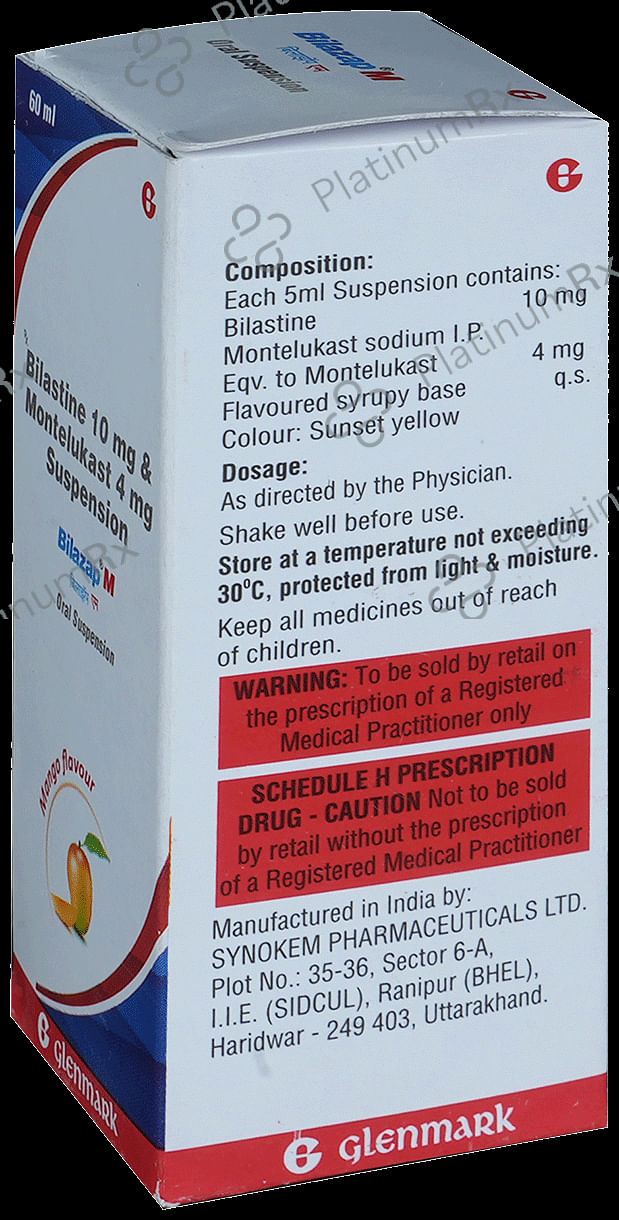 Bilazap® M
बिलाज़ैप एम
Oral Suspension
60 ml
Bilastine 10 mg &
Montelukast 4 mg
Suspension
Bilazap® M
बिलाज़ैप एम
Oral Suspension
Mango flavour
GLENMARK
Composition:
Each 5ml Suspension contains:
Bilastine 10 mg
Montelukast sodium I.P.
Eqv. to Montelukast 4 mg
Flavoured syrupy base q.s.
Colour: Sunset yellow
Dosage:
As directed by the Physician.
Shake well before use.
Store at a temperature not exceeding
30⁰C, protected from light & moisture.
Keep all medicines out of reach
of children.
WARNING: To be sold by retail on
the prescription of a Registered
Medical Practitioner only
SCHEDULE H PRESCRIPTION
DRUG - CAUTION Not to be sold
by retail without the prescription
of a Registered Medical Practitioner
Manufactured in India by:
SYNOKEM PHARMACEUTICALS LTD.
Plot No.: 35-36, Sector 6-A,
I.I.E. (SIDCUL), Ranipur (BHEL),
Haridwar - 249 403, Uttarakhand.
GLENMARK
PlatinumRx
PlatinumRx
PlatinumRx